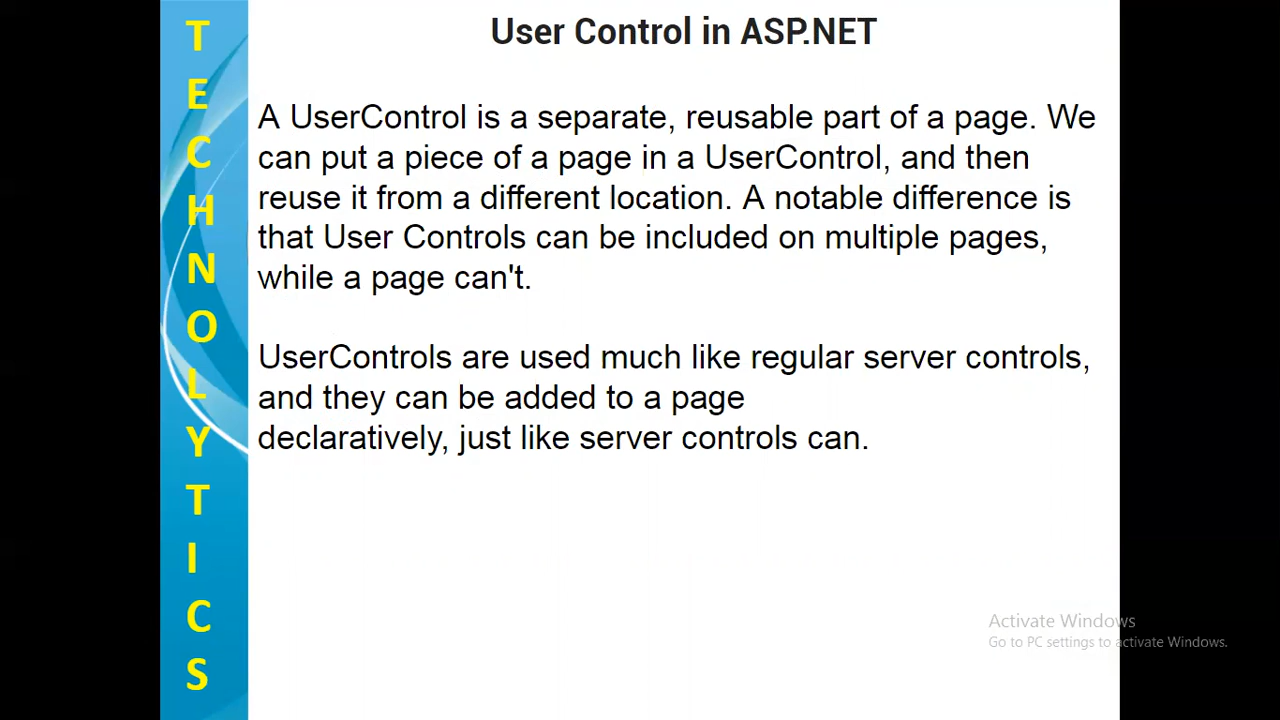 TECHNOLYTICS
User Control in ASP.NET
A UserControl is a separate, reusable part of a page. We
can put a piece of a page in a UserControl, and then
reuse it from a different location. A notable difference is
that User Controls can be included on multiple pages,
while a page can't.
UserControls are used much like regular server controls,
and they can be added to a page
declaratively, just like server controls can.
Activate Windows
Go to PC settings to activate Windows.